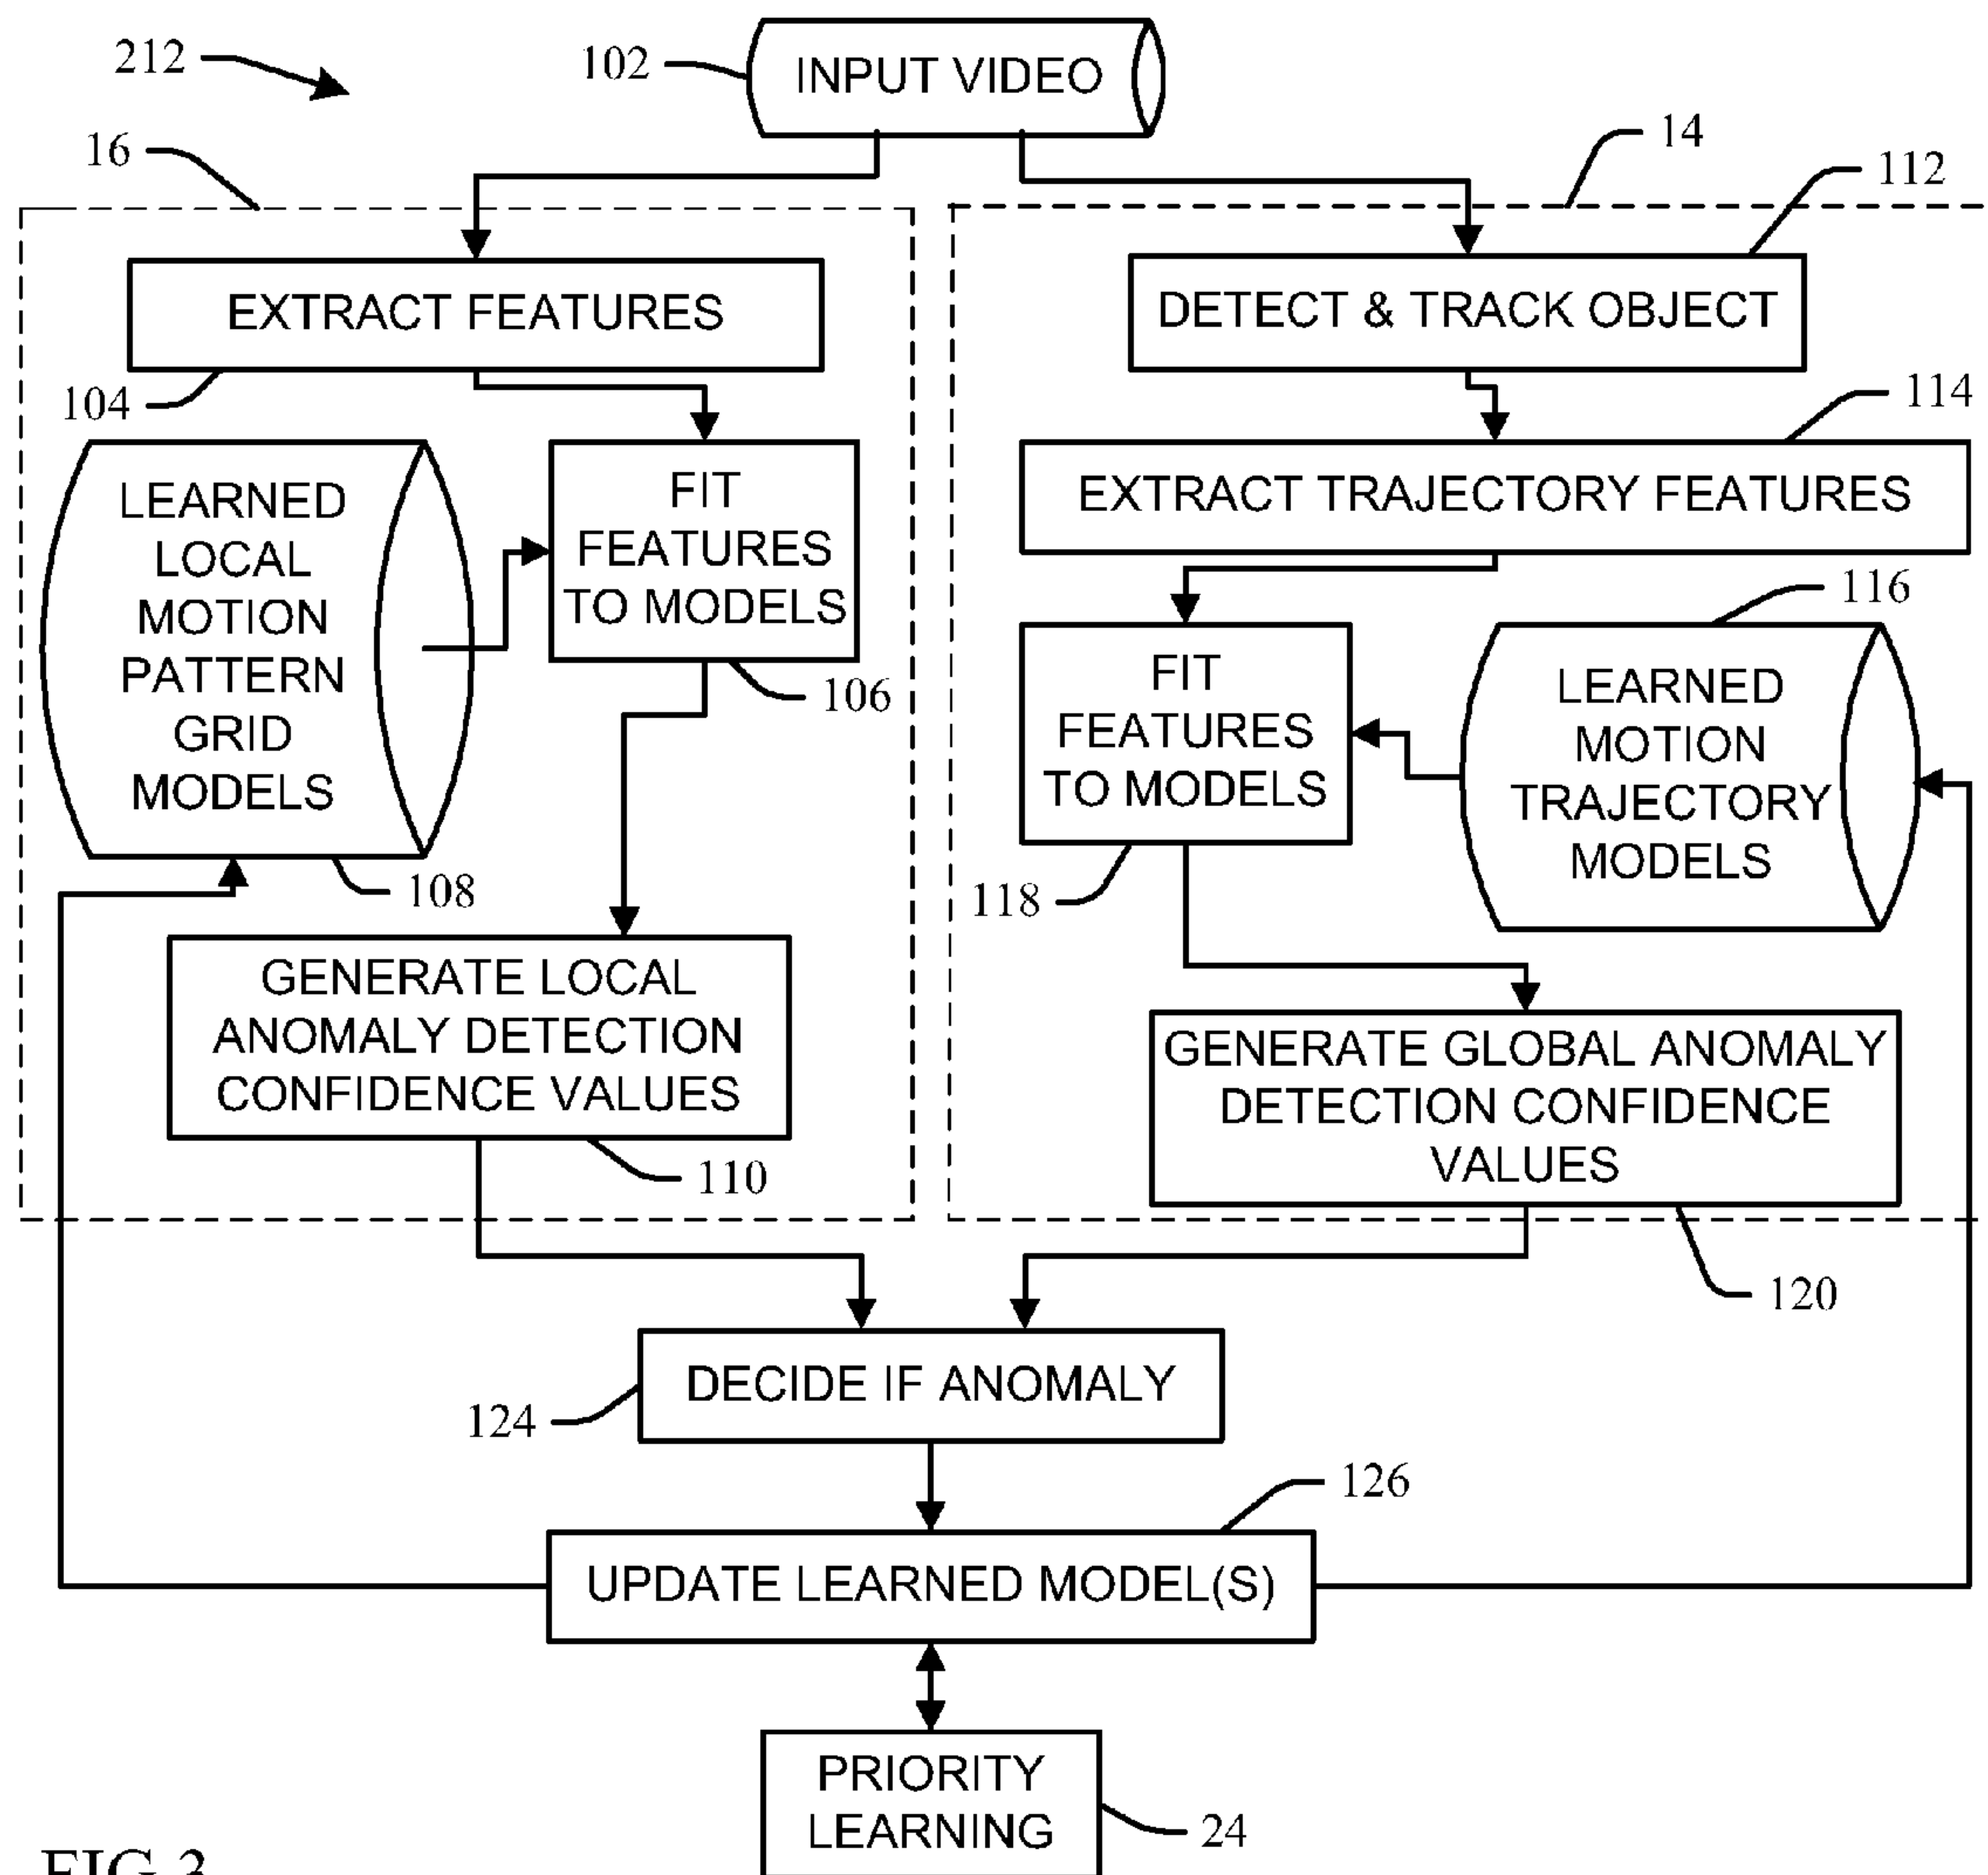 212
102
INPUT VIDEO
16
14
112
EXTRACT FEATURES
104
DETECT & TRACK OBJECT
114
EXTRACT TRAJECTORY FEATURES
LEARNED
LOCAL
MOTION
PATTERN
GRID
MODELS
108
FIT
FEATURES
TO MODELS
106
116
FIT
FEATURES
TO MODELS
118
LEARNED
MOTION
TRAJECTORY
MODELS
GENERATE LOCAL
ANOMALY DETECTION
CONFIDENCE VALUES
110
GENERATE GLOBAL ANOMALY
DETECTION CONFIDENCE
VALUES
120
DECIDE IF ANOMALY
124
126
UPDATE LEARNED MODEL(S)
PRIORITY
LEARNING
24
FIG 3